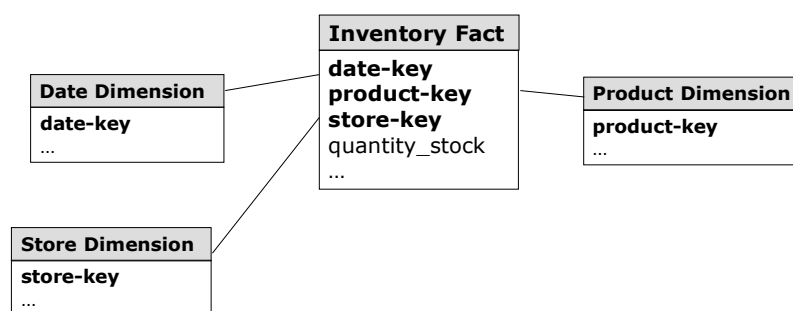 Inventory Fact
date-key
product-key
store-key
quantity_stock
...
Date Dimension
date-key
...
Product Dimension
product-key
...
Store Dimension
store-key
...